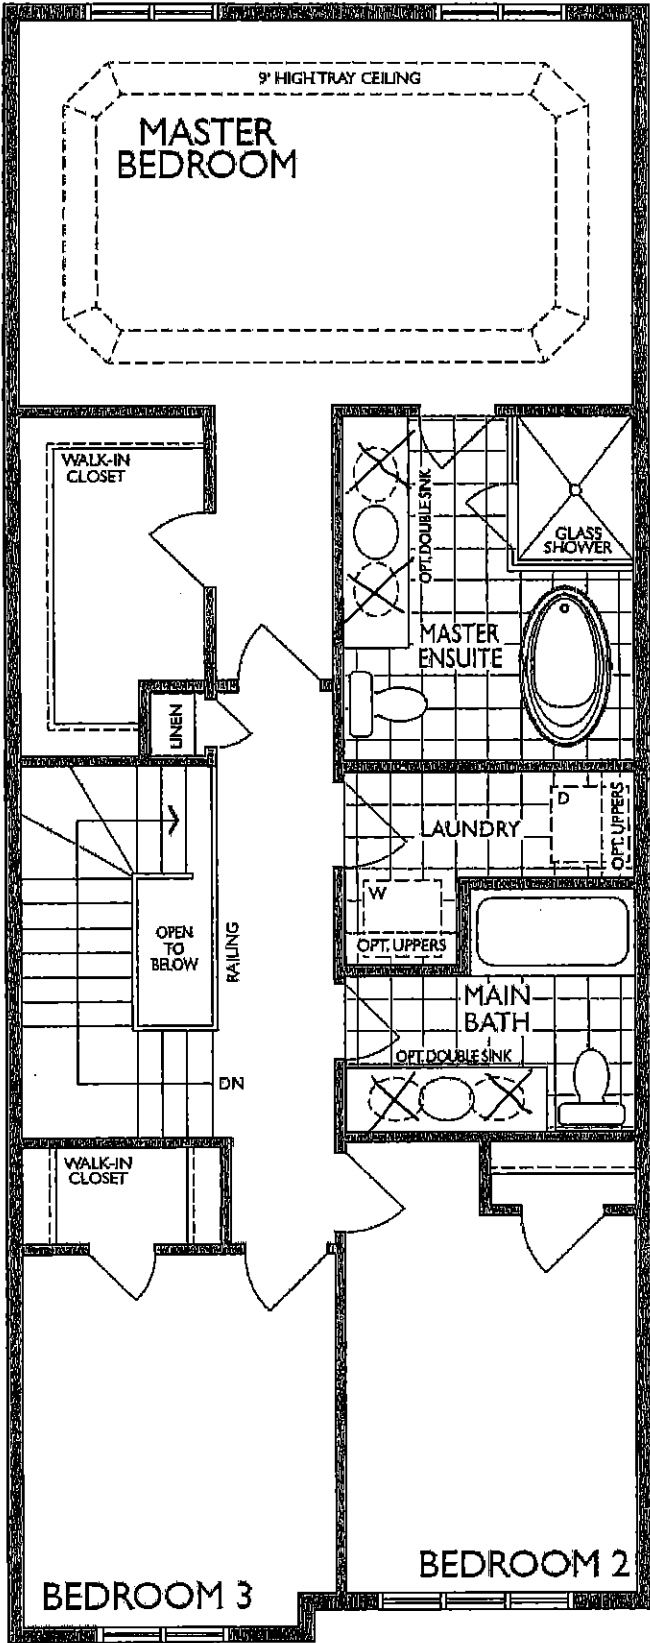 9' HIGH TRAY CEILING
MASTER
BEDROOM
WALK-IN
CLOSET
OPT. DOUBLE SINK
GLASS
SHOWER
MASTER
ENSUITE
LINEN
LAUNDRY
D
OPT. UPPERS
W
OPT. UPPERS
OPEN
TO
BELOW
RAILING
MAIN
BATH
OPT. DOUBLE SINK
DN
WALK-IN
CLOSET
BEDROOM 2
BEDROOM 3